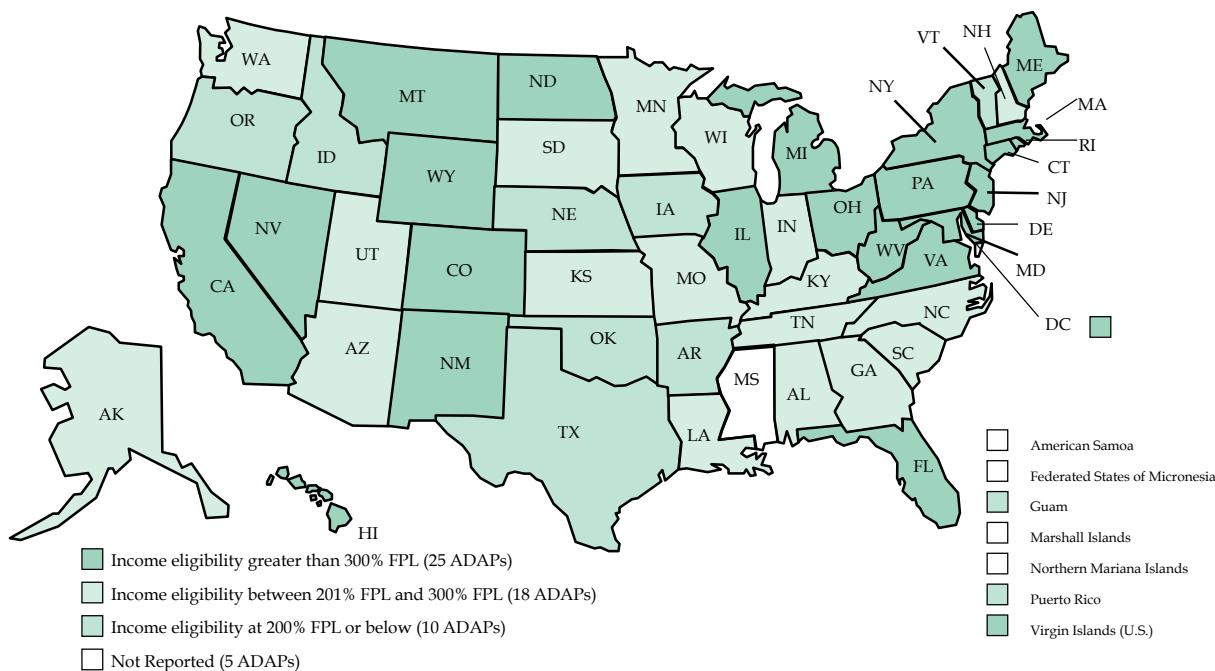 WA
MT
ND
MN
VT
NH
ME
NY
MA
OR
ID
SD
WI
MI
RI
CT
WY
NE
IA
PA
NJ
NV
UT
IL
IN
OH
DE
WV
VA
MD
CA
CO
KS
MO
KY
DC
AZ
NM
OK
AR
TN
NC
SC
MS
AL
GA
AK
TX
LA
FL
HI
American Samoa
Federated States of Micronesia
Guam
Marshall Islands
Northern Mariana Islands
Puerto Rico
Virgin Islands (U.S.)
Income eligibility greater than 300% FPL (25 ADAPs)
Income eligibility between 201% FPL and 300% FPL (18 ADAPs)
Income eligibility at 200% FPL or below (10 ADAPs)
Not Reported (5 ADAPs)